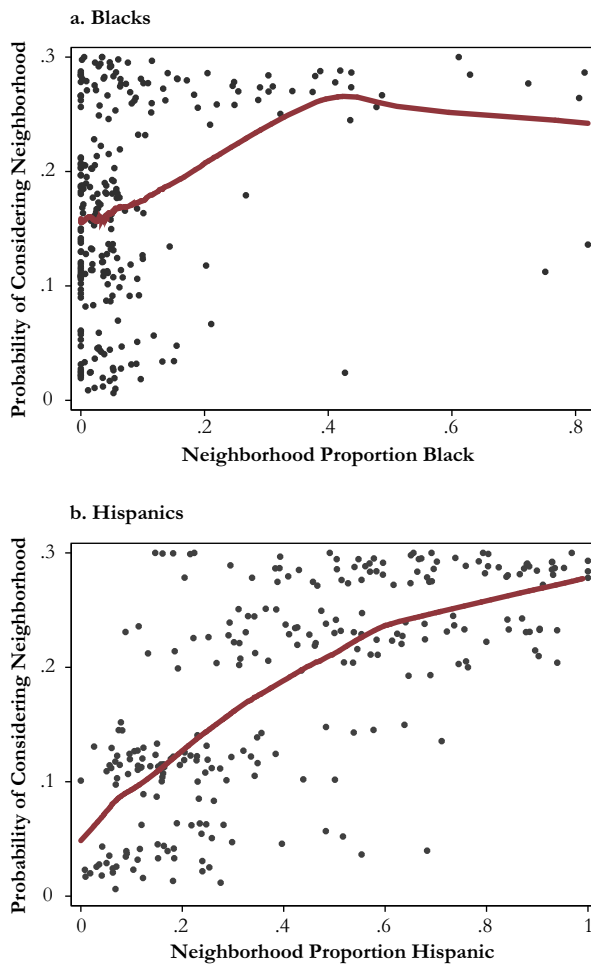 a. Blacks
Probability of Considering Neighborhood
.3
.2
.1
0
0 .2 .4 .6 .8
Neighborhood Proportion Black
b. Hispanics
Probability of Considering Neighborhood
.3
.2
.1
0
0 .2 .4 .6 .8 1
Neighborhood Proportion Hispanic